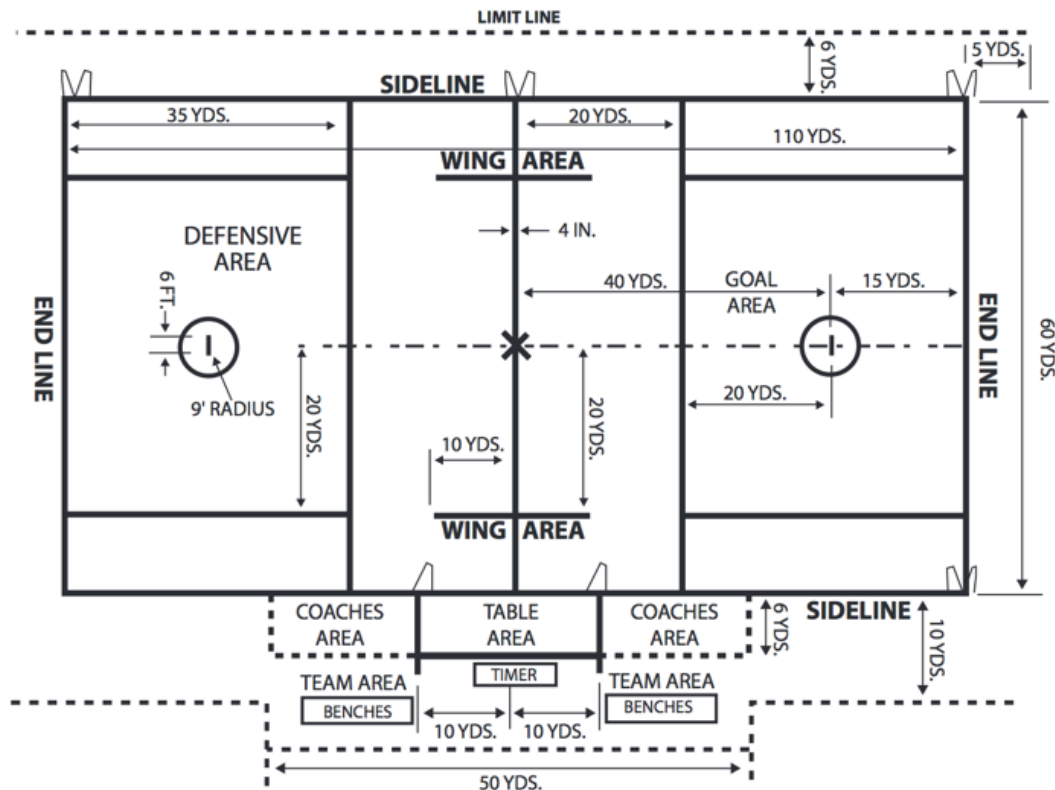 LIMIT LINE
6 YDS.
5 YDS.
SIDELINE
35 YDS.
20 YDS.
110 YDS.
WING AREA
4 IN.
DEFENSIVE
AREA
6 FT.
40 YDS.
GOAL
AREA
15 YDS.
END LINE
END LINE
60 YDS.
9' RADIUS
20 YDS.
20 YDS.
20 YDS.
10 YDS.
WING AREA
COACHES
AREA
TABLE
AREA
COACHES
AREA
6 YDS.
SIDELINE
10 YDS.
TIMER
TEAM AREA
BENCHES
TEAM AREA
BENCHES
10 YDS.
10 YDS.
50 YDS.